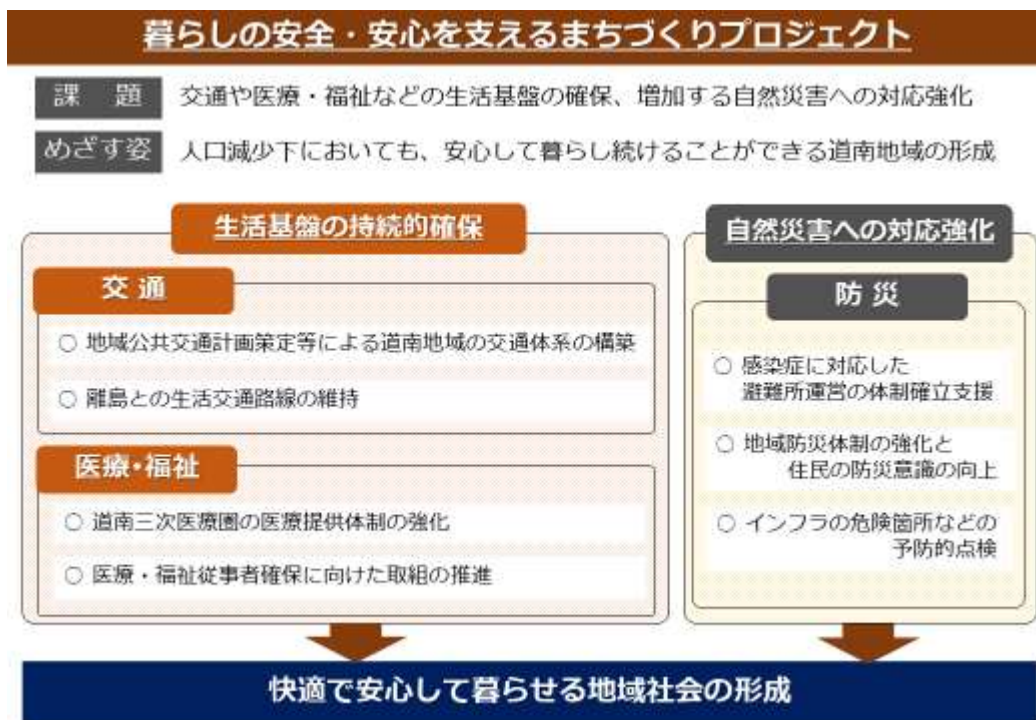 暮らしの安全・安心を支えるまちづくりプロジェクト
課題 交通や医療・福祉などの生活基盤の確保、増加する自然災害への対応強化
めざす姿 人口減少下においても、安心して暮らし続けることができる道南地域の形成
生活基盤の持続的確保
交通
○ 地域公共交通計画策定等による道南地域の交通体系の構築
○ 離島との生活交通路線の維持
医療・福祉
○ 道南三次医療圏の医療提供体制の強化
○ 医療・福祉従事者確保に向けた取組の推進
自然災害への対応強化
防災
○ 感染症に対応した
避難所運営の体制確立支援
○ 地域防災体制の強化と
住民の防災意識の向上
○ インフラの危険箇所などの
予防的点検
快適で安心して暮らせる地域社会の形成